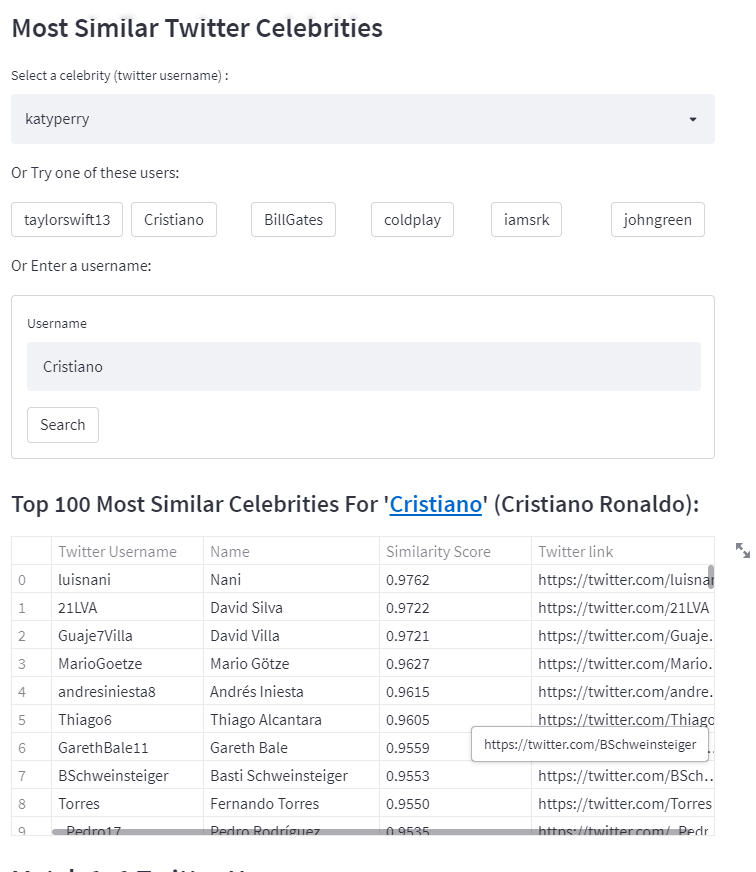 Most Similar Twitter Celebrities
Select a celebrity (twitter username) :
katyperry
Or Try one of these users:
taylorswift13 Cristiano BillGates coldplay iamsrk johngreen
Or Enter a username:
Username
Cristiano
Search
Top 100 Most Similar Celebrities For 'Cristiano' (Cristiano Ronaldo):
Twitter Username Name Similarity Score Twitter link
0 luisnani Nani 0.9762 https://twitter.com/luisnan
1 21LVA David Silva 0.9722 https://twitter.com/21LVA
2 Guaje7Villa David Villa 0.9721 https://twitter.com/Guaje…
3 MarioGoetze Mario Götze 0.9627 https://twitter.com/Mario…
4 andresiniesta8 Andrés Iniesta 0.9615 https://twitter.com/andre…
5 Thiago6 Thiago Alcantara 0.9605 https://twitter.com/Thiago
6 GarethBale11 Gareth Bale 0.9559
https://twitter.com/BSchweinsteiger
7 BSchweinsteiger Basti Schweinsteiger 0.9553 https://twitter.com/BSch…
8 Torres Fernando Torres 0.9550 https://twitter.com/Torres
9 _Pedro17_ Pedro Rodríguez 0.9535 https://twitter.com/_Pedr